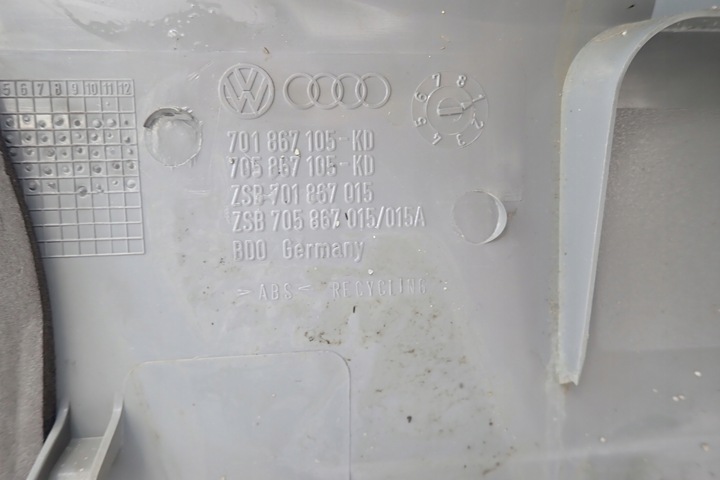 5 6 7 8 9 10 11 12
701 867 105-KD
705 867 105-KD
ZSB 701 867 015
ZSB 705 867 015/015A
BDO Germany
>ABS< RECYCLING